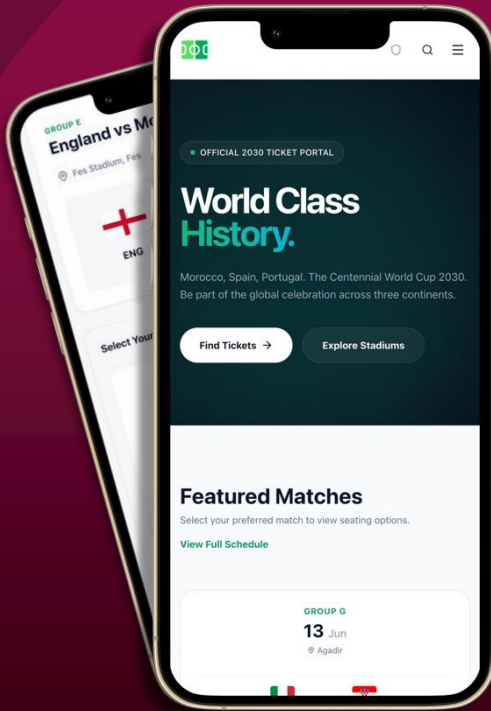 GROUP E
England vs Mo
Fes Stadium, Fes
ENG
Select Your
OFFICIAL 2030 TICKET PORTAL
World Class
History.
Morocco, Spain, Portugal. The Centennial World Cup 2030.
Be part of the global celebration across three continents.
Find Tickets →
Explore Stadiums
Featured Matches
Select your preferred match to view seating options.
View Full Schedule
GROUP G
13 Jun
Agadir